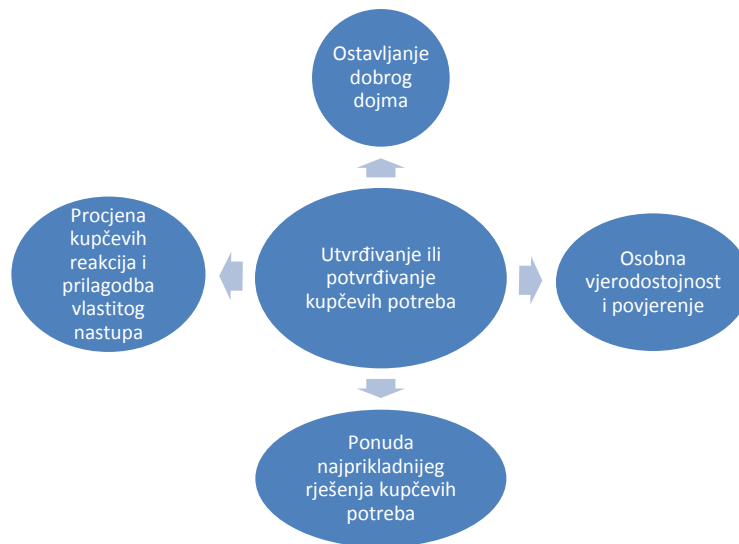 Ostavljanje
dobrog
dojma
Procjena
kupčevih
reakcija i
prilagodba
vlastitog
nastupa
Utvrđivanje ili
potvrđivanje
kupčevih potreba
Osobna
vjerodostojnost
i povjerenje
Ponuda
najprikladnijeg
rješenja kupčevih
potreba